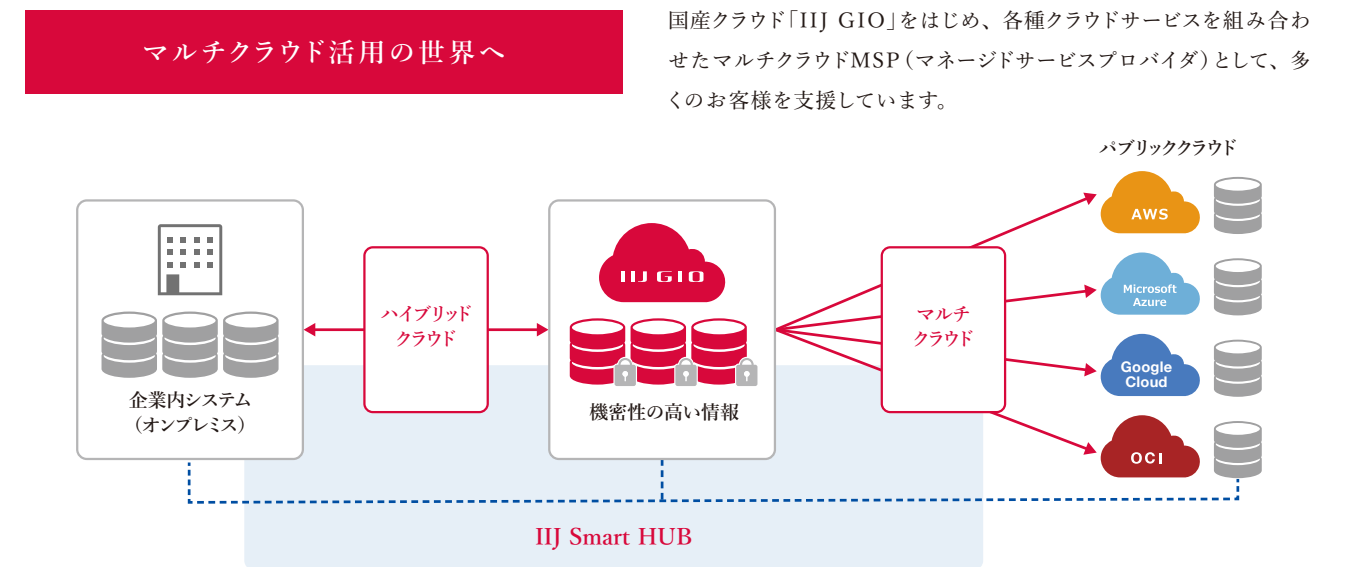 マルチクラウド活用の世界へ
国産クラウド「IIJ GIO」をはじめ、各種クラウドサービスを組み合わ
せたマルチクラウドMSP（マネージドサービスプロバイダ）として、多
くのお客様を支援しています。
パブリッククラウド
企業内システム
（オンプレミス）
ハイブリッド
クラウド
IIJ GIO
機密性の高い情報
マルチ
クラウド
AWS
Microsoft
Azure
Google
Cloud
OCI
IIJ Smart HUB